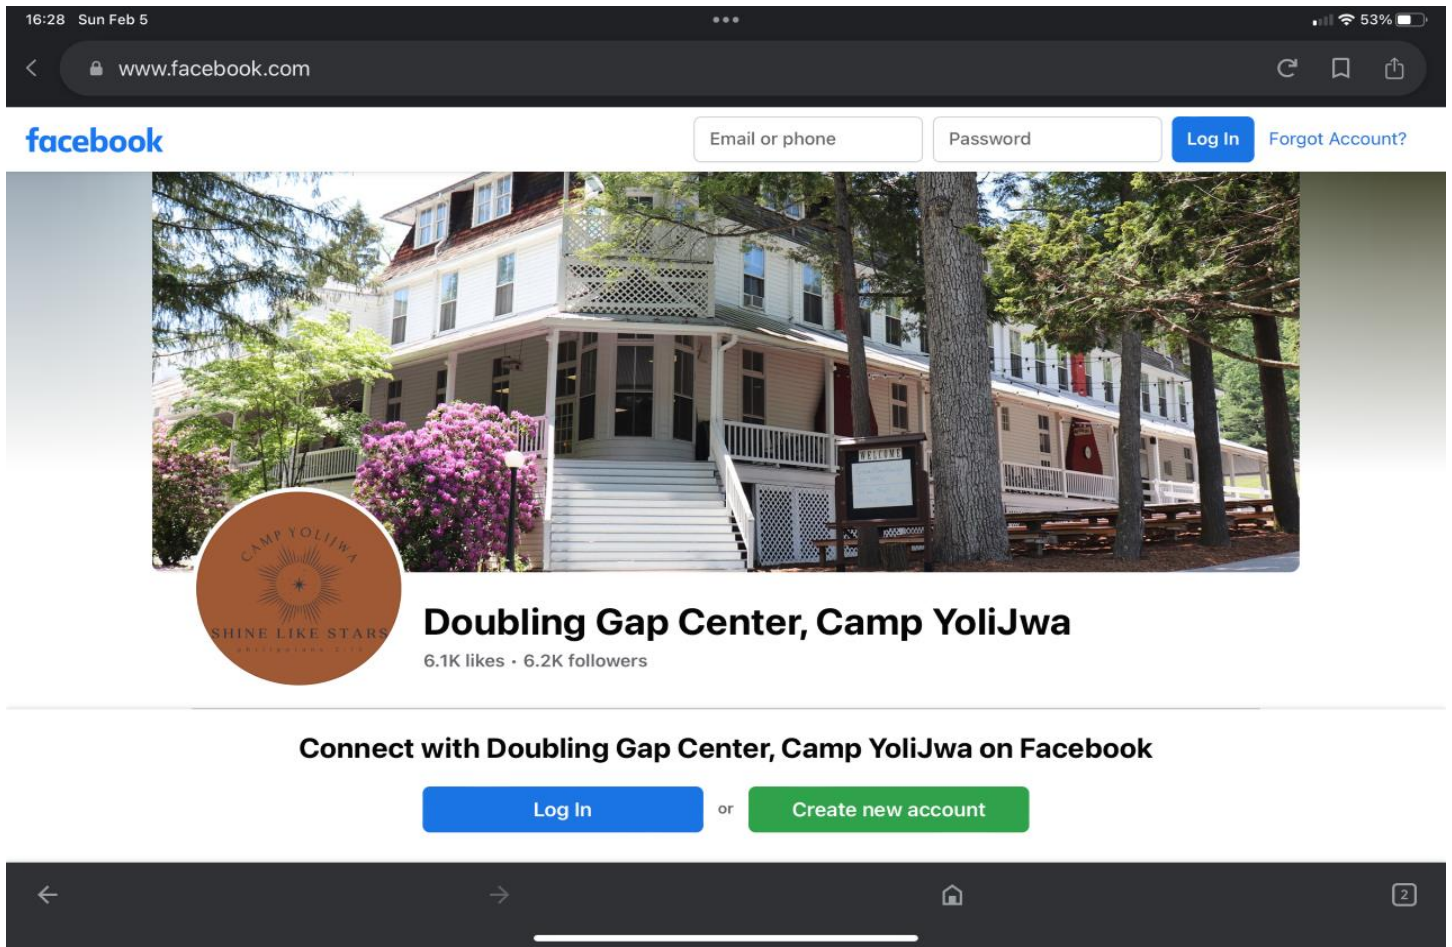 16:28 Sun Feb 5
53%
www.facebook.com
facebook
Email or phone
Password
Log In
Forgot Account?
WELCOME
CAMP YOLIJWA
SHINE LIKE STARS
Doubling Gap Center, Camp YoliJwa
6.1K likes · 6.2K followers
Connect with Doubling Gap Center, Camp YoliJwa on Facebook
Log In
or
Create new account
2